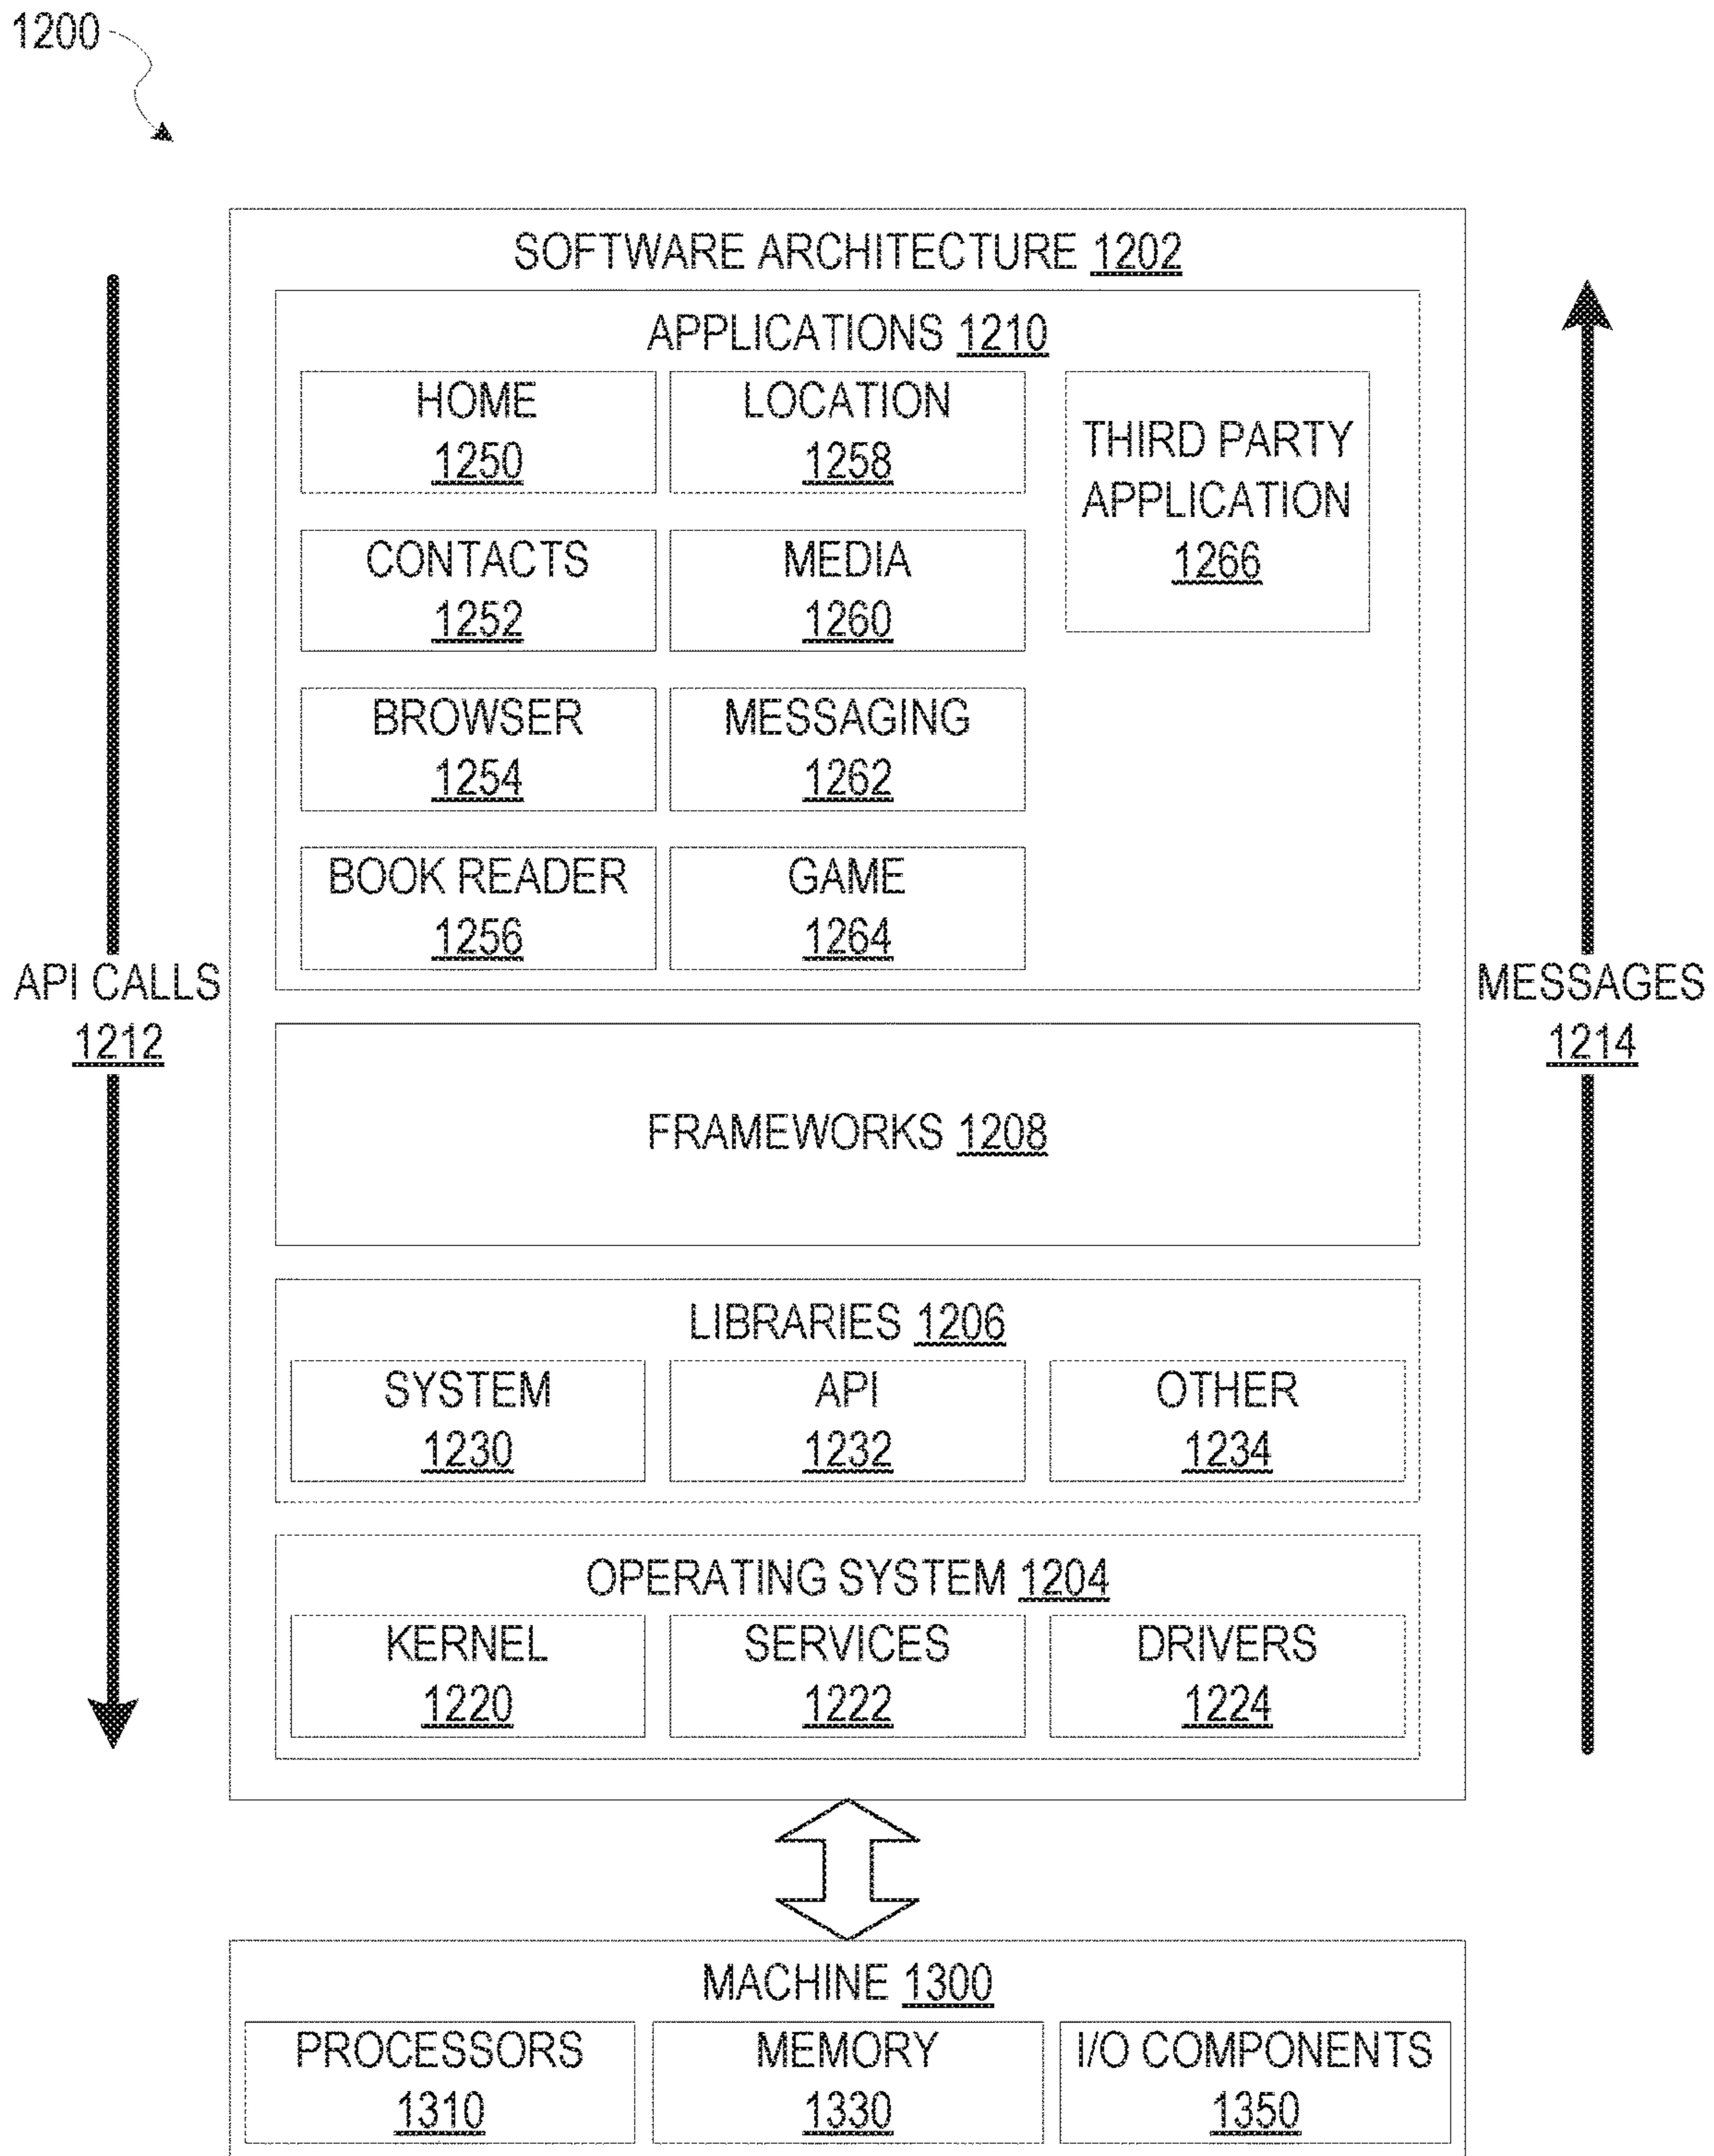 1200
SOFTWARE ARCHITECTURE 1202
APPLICATIONS 1210
HOME
1250
LOCATION
1258
THIRD PARTY
APPLICATION
1266
CONTACTS
1252
MEDIA
1260
BROWSER
1254
MESSAGING
1262
BOOK READER
1256
GAME
1264
API CALLS
1212
MESSAGES
1214
FRAMEWORKS 1208
LIBRARIES 1206
SYSTEM
1230
API
1232
OTHER
1234
OPERATING SYSTEM 1204
KERNEL
1220
SERVICES
1222
DRIVERS
1224
MACHINE 1300
PROCESSORS
1310
MEMORY
1330
I/O COMPONENTS
1350